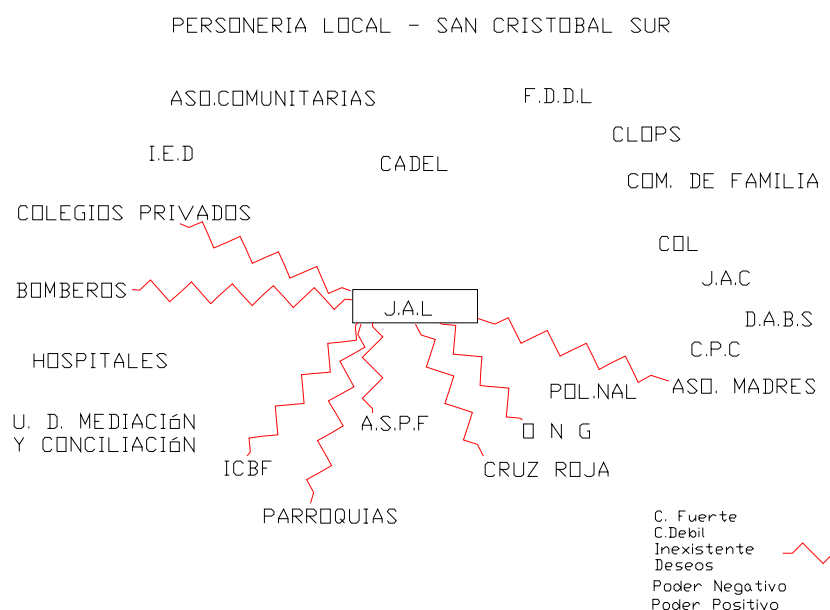 PERSONERIA LOCAL - SAN CRISTOBAL SUR
ASO.COMUNITARIAS
F.D.D.L
CLOPS
I.E.D
CADEL
COM. DE FAMILIA
COLEGIOS PRIVADOS
COL
J.A.C
BOMBEROS
J.A.L
D.A.B.S
C.P.C
HOSPITALES
POL.NAL
ASO. MADRES
U. D. MEDIACIóN
Y CONCILIACIóN
A.S.P.F
O N G
ICBF
CRUZ ROJA
PARROQUIAS
C. Fuerte
C.Debil
Inexistente
Deseos
Poder Negativo
Poder Positivo